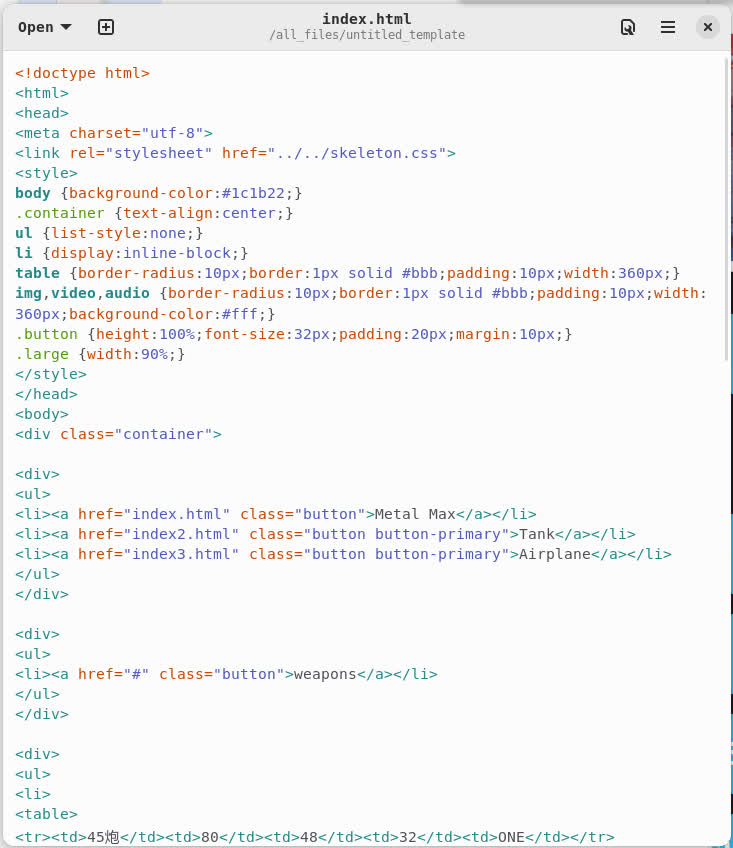 Open
index.html
/all_files/untitled_template
<!doctype html>
<html>
<head>
<meta charset="utf-8">
<link rel="stylesheet" href="../../skeleton.css">
<style>
body {background-color:#1c1b22;}
.container {text-align:center;}
ul {list-style:none;}
li {display:inline-block;}
table {border-radius:10px;border:1px solid #bbb;padding:10px;width:360px;}
img,video,audio {border-radius:10px;border:1px solid #bbb;padding:10px;width:
360px;background-color:#fff;}
.button {height:100%;font-size:32px;padding:20px;margin:10px;}
.large {width:90%;}
</style>
</head>
<body>
<div class="container">

<div>
<ul>
<li><a href="index.html" class="button">Metal Max</a></li>
<li><a href="index2.html" class="button button-primary">Tank</a></li>
<li><a href="index3.html" class="button button-primary">Airplane</a></li>
</ul>
</div>

<div>
<ul>
<li><a href="#" class="button">weapons</a></li>
</ul>
</div>

<div>
<ul>
<li>
<table>
<tr><td>45炮</td><td>80</td><td>48</td><td>32</td><td>ONE</td></tr>